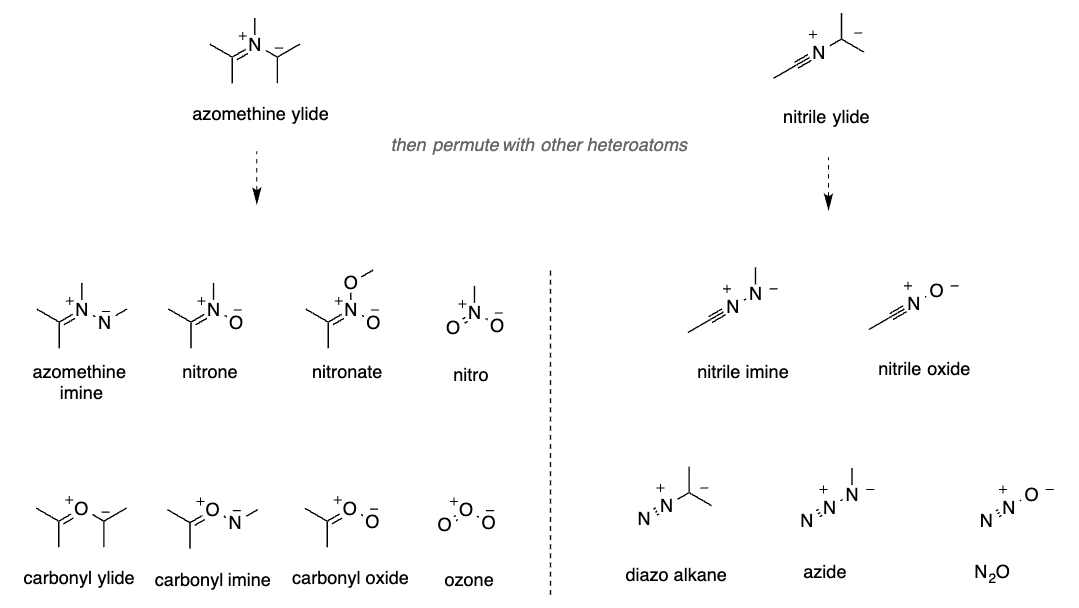 + N −
azomethine ylide
+ N −
nitrile ylide
then permute with other heteroatoms
+ N N −
azomethine
imine
+ N O −
nitrone
O
+ N O −
nitronate
+ O N O −
nitro
+ N N −
nitrile imine
+ N O −
nitrile oxide
+ O −
carbonyl ylide
+ O N −
carbonyl imine
+ O O −
carbonyl oxide
+ O O O −
ozone
N + N −
diazo alkane
N + N N −
azide
N + N O −
N₂O